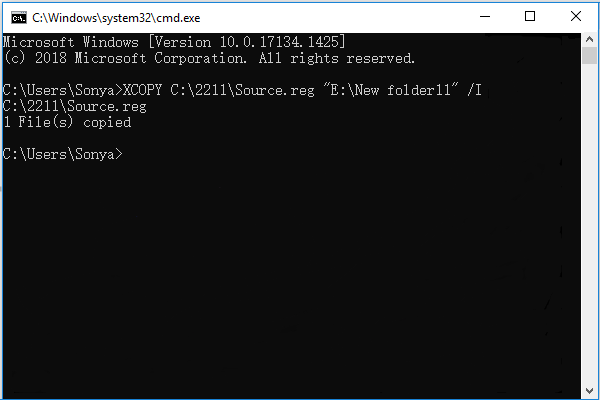 C:\Windows\system32\cmd.exe
Microsoft Windows [Version 10.0.17134.1425]
(c) 2018 Microsoft Corporation. All rights reserved.
C:\Users\Sonya>XCOPY C:\2211\Source.reg "E:\New folder11" /I
C:\2211\Source.reg
1 File(s) copied
C:\Users\Sonya>